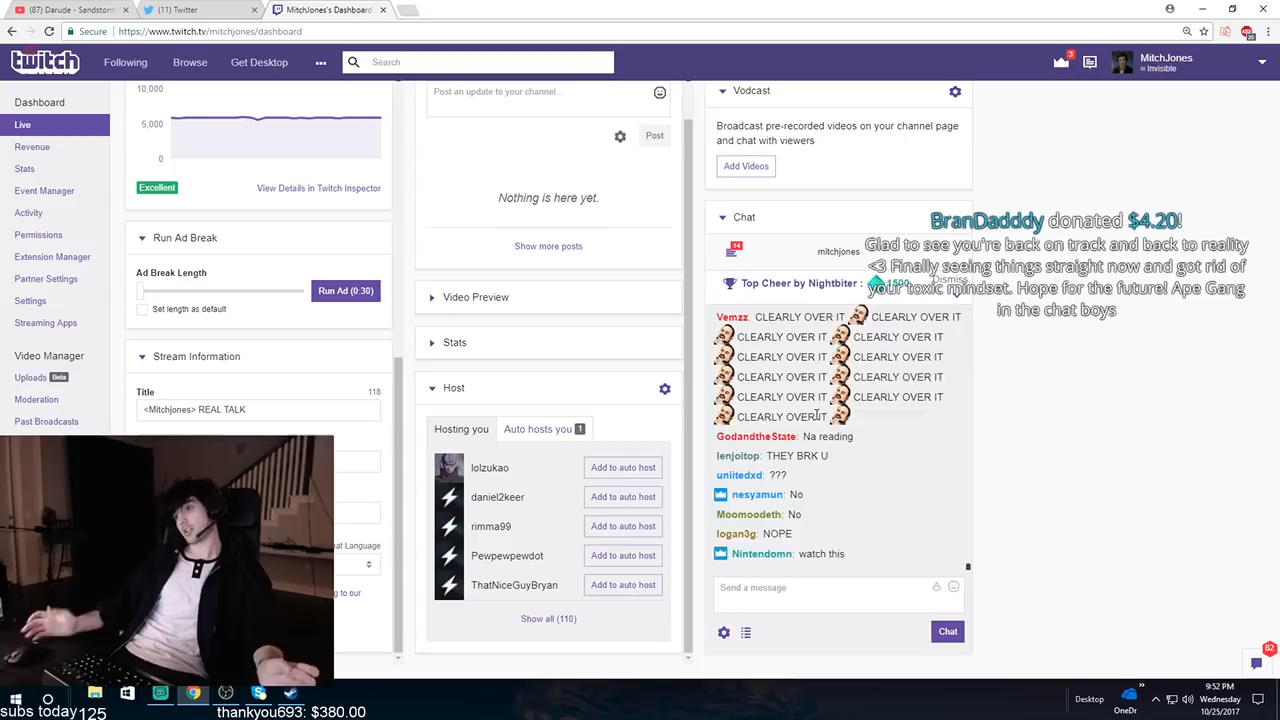 (87) Darude - Sandstorm
(11) Twitter
MitchJones's Dashboard
Secure
https://www.twitch.tv/mitchjones/dashboard
20
twitch
Following
Browse
Get Desktop
Search
3
MitchJones
Invisible
Dashboard
Live
Revenue
Stats
Event Manager
Activity
Permissions
Extension Manager
Partner Settings
Settings
Streaming Apps
Video Manager
Uploads Beta
Moderation
Past Broadcasts
10,000
5,000
0
Excellent
View Details in Twitch Inspector
Run Ad Break
Ad Break Length
Run Ad (0:30)
Set length as default
Stream Information
Title
118
<Mitchjones> REAL TALK
Language
ng to our
Post an update to your channel...
Post
Nothing is here yet.
Show more posts
Video Preview
Stats
Host
Hosting you
Auto hosts you 1
lolzukao
Add to auto host
daniel2keer
Add to auto host
rimma99
Add to auto host
Pewpewpewdot
Add to auto host
ThatNiceGuyBryan
Add to auto host
Show all (110)
Vodcast
Broadcast pre-recorded videos on your channel page
and chat with viewers
Add Videos
Chat
14
mitchjones
Top Cheer by Nightbiter : 1500
Dismiss
BranDadddy donated $4.20!
Glad to see you're back on track and back to reality
<3 Finally seeing things straight now and got rid of
your toxic mindset. Hope for the future! Ape Gang
in the chat boys
Vemzz: CLEARLY OVER IT CLEARLY OVER IT
CLEARLY OVER IT CLEARLY OVER IT
CLEARLY OVER IT CLEARLY OVER IT
CLEARLY OVER IT CLEARLY OVER IT
CLEARLY OVER IT CLEARLY OVER IT
CLEARLY OVER IT
GodandtheState: Na reading
lenjoitop: THEY BRK U
uniitedxd: ???
nesyamun: No
Moomoodeth: No
logan3g: NOPE
Nintendomn: watch this
Send a message
Chat
62
Desktop
OneDr
9:52 PM
Wednesday
10/25/2017
subs today 125
thankyou693: $380.00